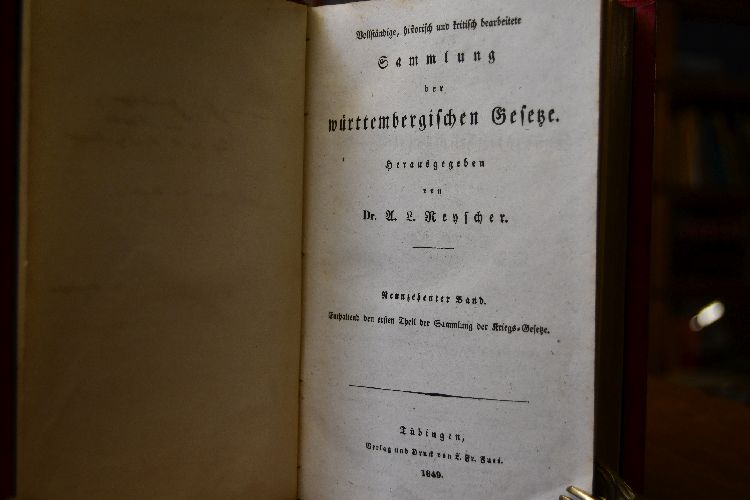 Vollständige, historisch und kritisch bearbeitete
Sammlung
der
württembergischen Gesetze.
Herausgegeben
von
Dr. A. L. Reyscher.
Neunzehenter Band.
Enthaltend den ersten Theil der Sammlung der Kriegs-Gesetze.
Tübingen,
Verlag und Druck von L. Fr. Fues.
1849.